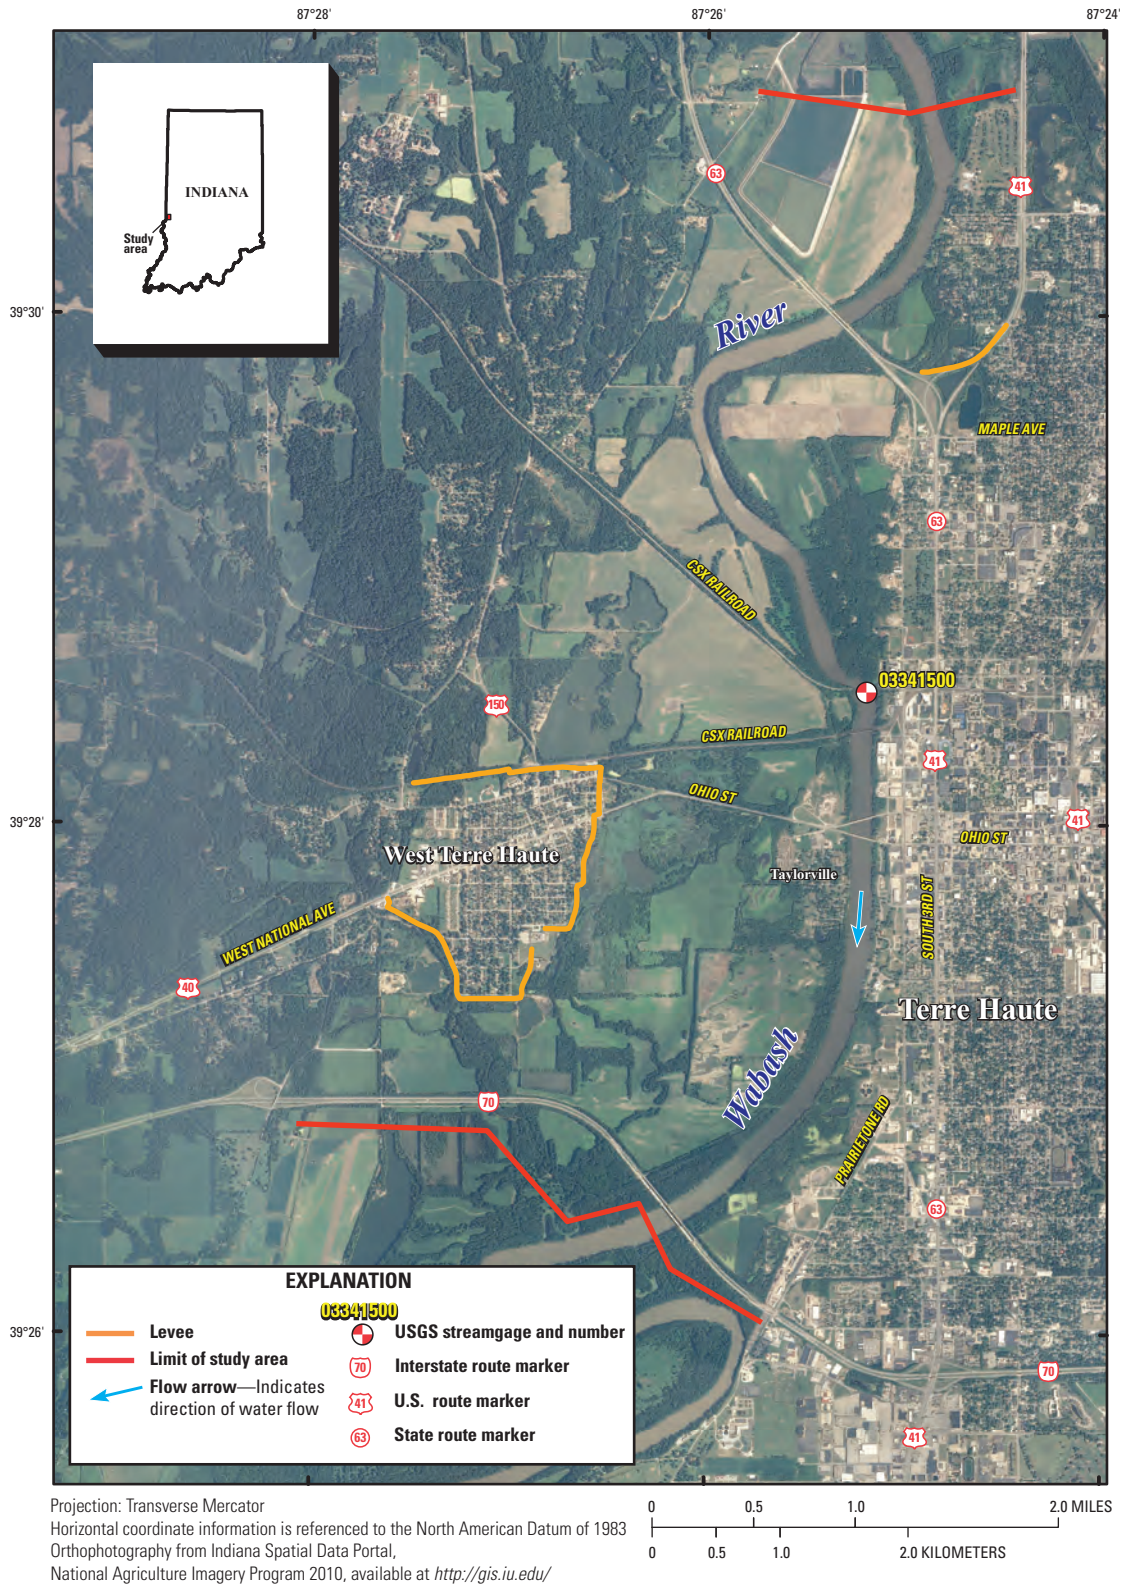 87°28'
87°26'
87°24'
39°30'
39°28'
39°26'
INDIANA
Study
area
63
41
River
MAPLE AVE
63
CSX RAILROAD
03341500
150
CSX RAILROAD
41
OHIO ST
41
OHIO ST
West Terre Haute
Taylorville
SOUTH 3RD ST
WEST NATIONAL AVE
40
Terre Haute
Wabash
70
PRAIRIETONE RD
63
70
41
EXPLANATION
03341500
Levee
USGS streamgage and number
Limit of study area
70
Interstate route marker
Flow arrow—Indicates
direction of water flow
41
U.S. route marker
63
State route marker
Projection: Transverse Mercator
Horizontal coordinate information is referenced to the North American Datum of 1983
Orthophotography from Indiana Spatial Data Portal,
National Agriculture Imagery Program 2010, available at http://gis.iu.edu/
0 0.5 1.0 2.0 MILES
0 0.5 1.0 2.0 KILOMETERS